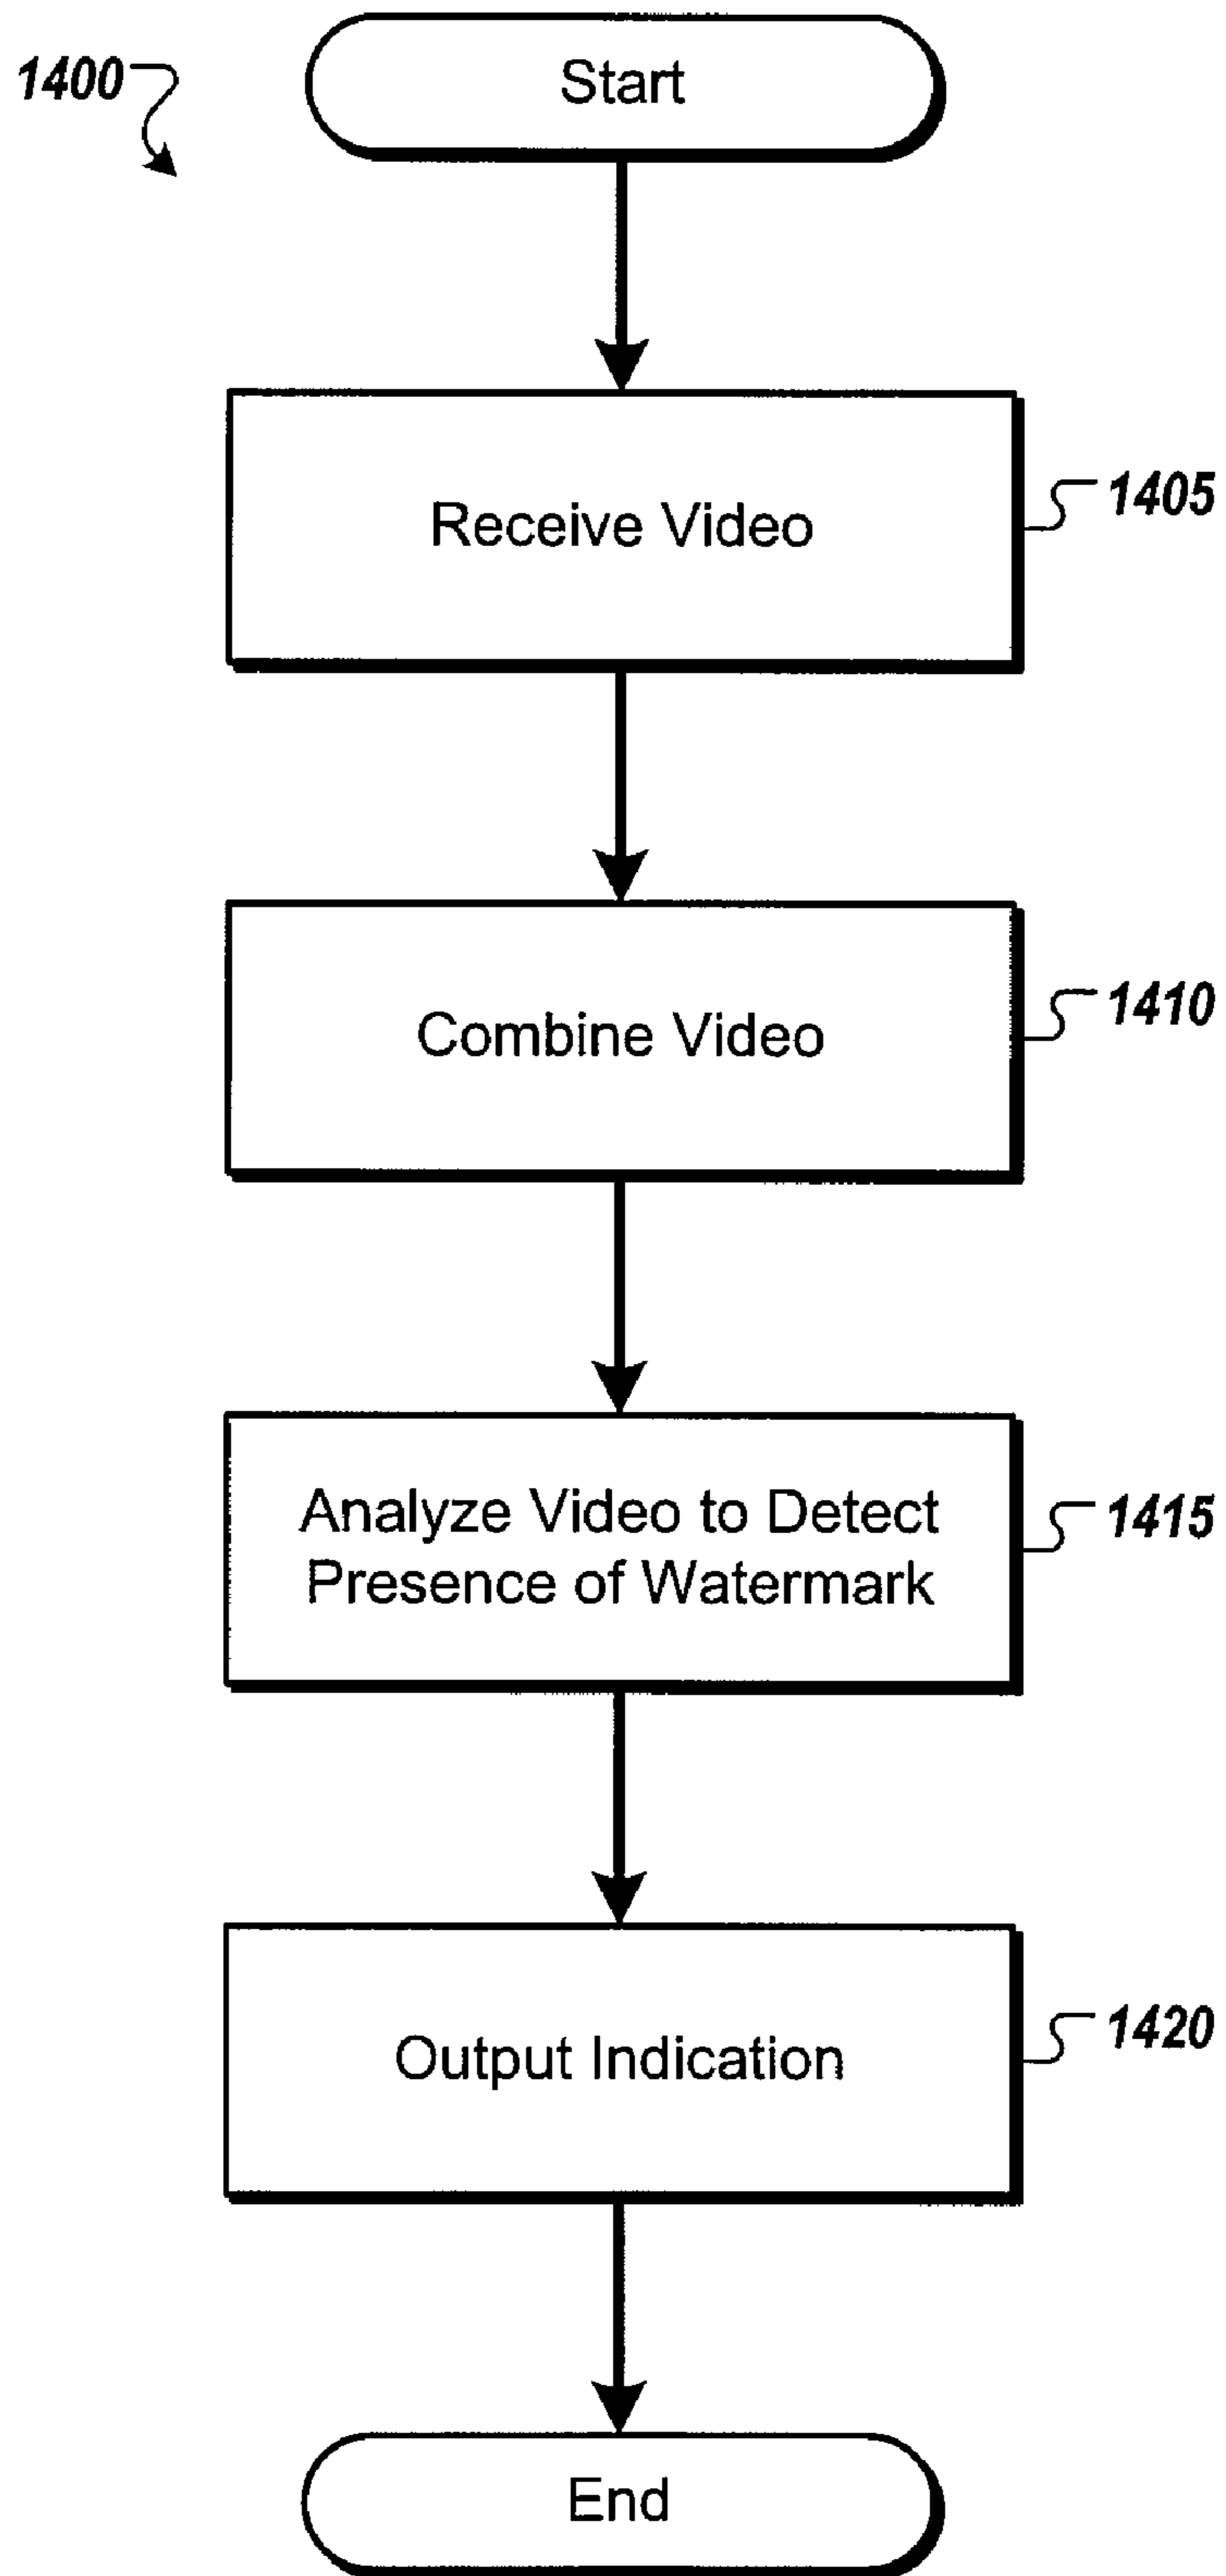 1400
Start
Receive Video
1405
Combine Video
1410
Analyze Video to Detect
Presence of Watermark
1415
Output Indication
1420
End